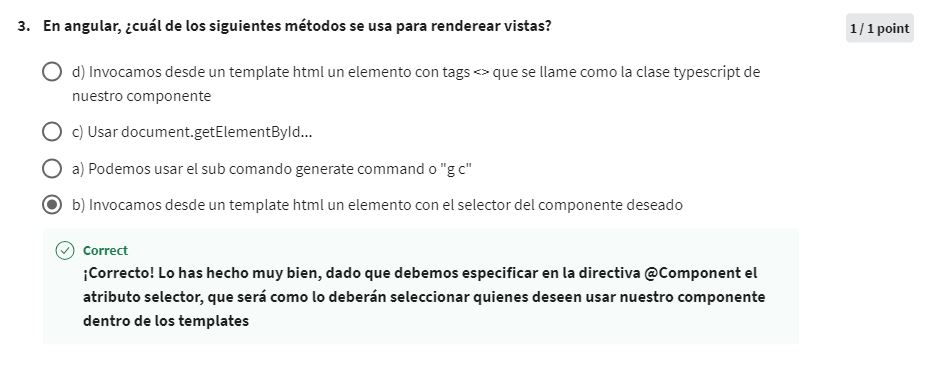 3. En angular, ¿cuál de los siguientes métodos se usa para renderear vistas?
1 / 1 point
d) Invocamos desde un template html un elemento con tags <> que se llame como la clase typescript de
nuestro componente
c) Usar document.getElementById...
a) Podemos usar el sub comando generate command o "g c"
b) Invocamos desde un template html un elemento con el selector del componente deseado
Correct
¡Correcto! Lo has hecho muy bien, dado que debemos especificar en la directiva @Component el
atributo selector, que será como lo deberán seleccionar quienes deseen usar nuestro componente
dentro de los templates